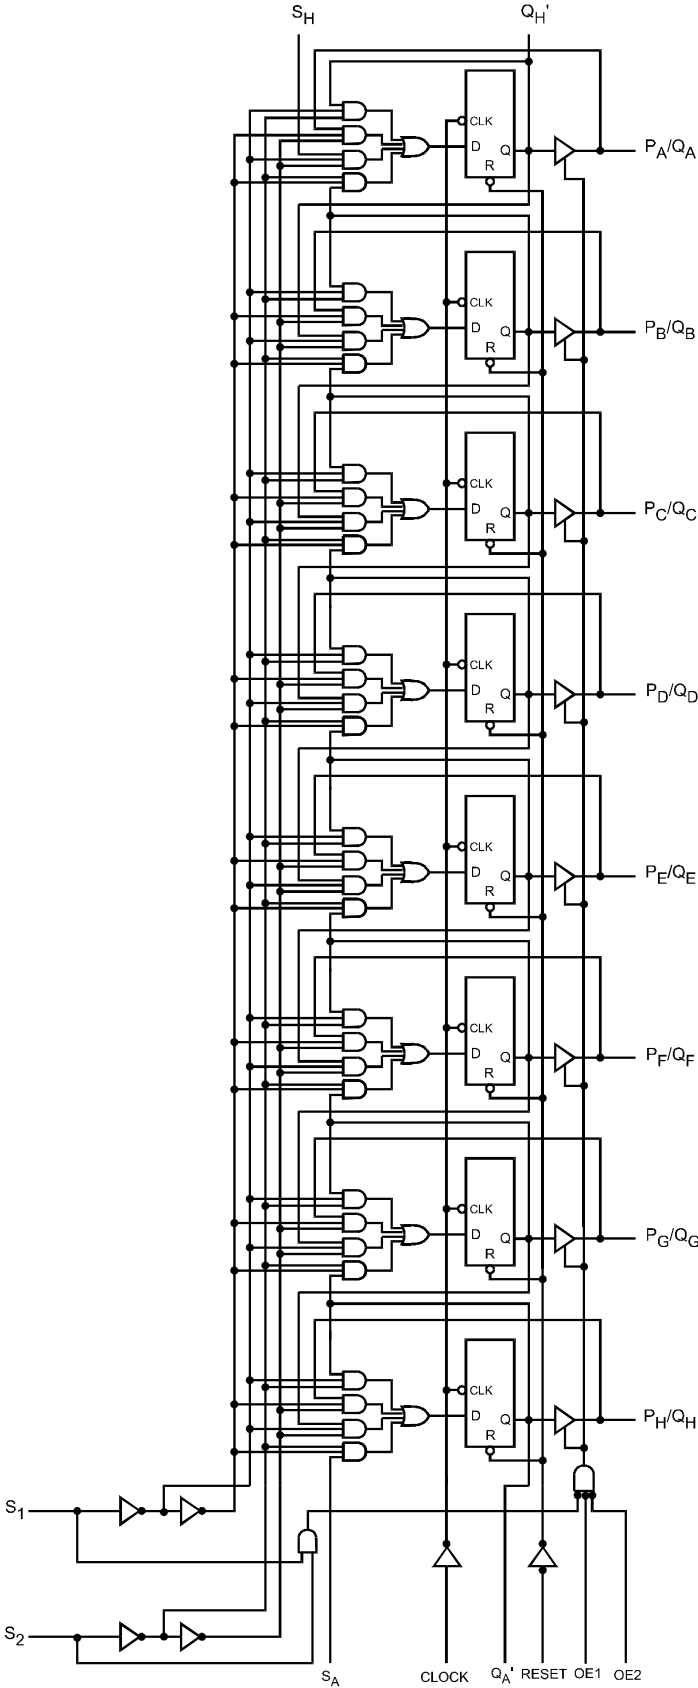 S_H
Q_H'
CLK
D
Q
R
P_A/Q_A
CLK
D
Q
R
P_B/Q_B
CLK
D
Q
R
P_C/Q_C
CLK
D
Q
R
P_D/Q_D
CLK
D
Q
R
P_E/Q_E
CLK
D
Q
R
P_F/Q_F
CLK
D
Q
R
P_G/Q_G
CLK
D
Q
R
P_H/Q_H
S_1
S_2
S_A
CLOCK
Q_A'
RESET
OE1
OE2